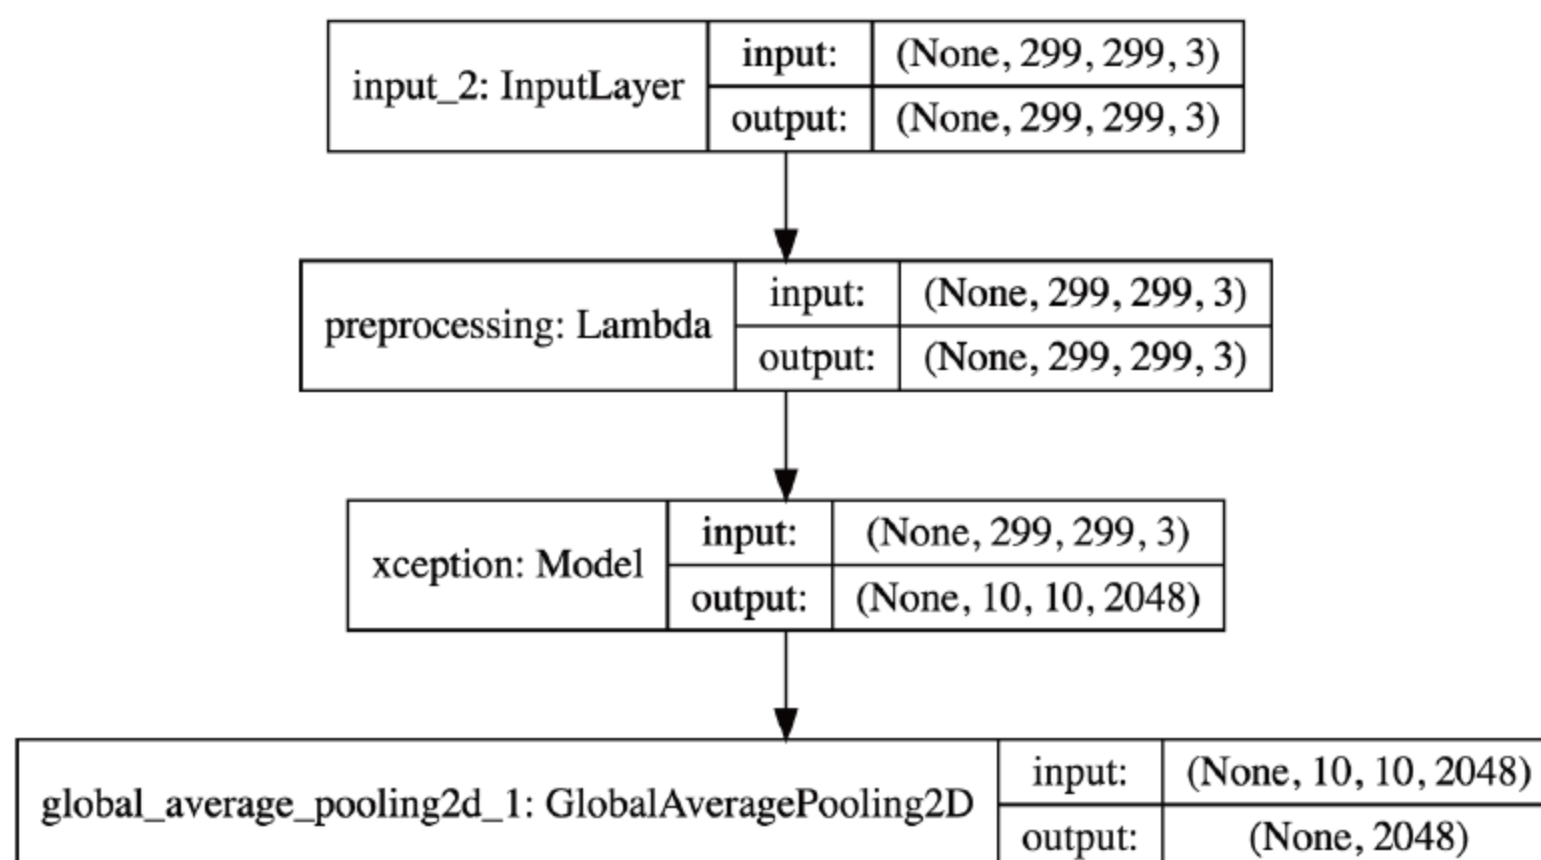 input_2: InputLayer
input: (None, 299, 299, 3)
output: (None, 299, 299, 3)
preprocessing: Lambda
input: (None, 299, 299, 3)
output: (None, 299, 299, 3)
xception: Model
input: (None, 299, 299, 3)
output: (None, 10, 10, 2048)
global_average_pooling2d_1: GlobalAveragePooling2D
input: (None, 10, 10, 2048)
output: (None, 2048)